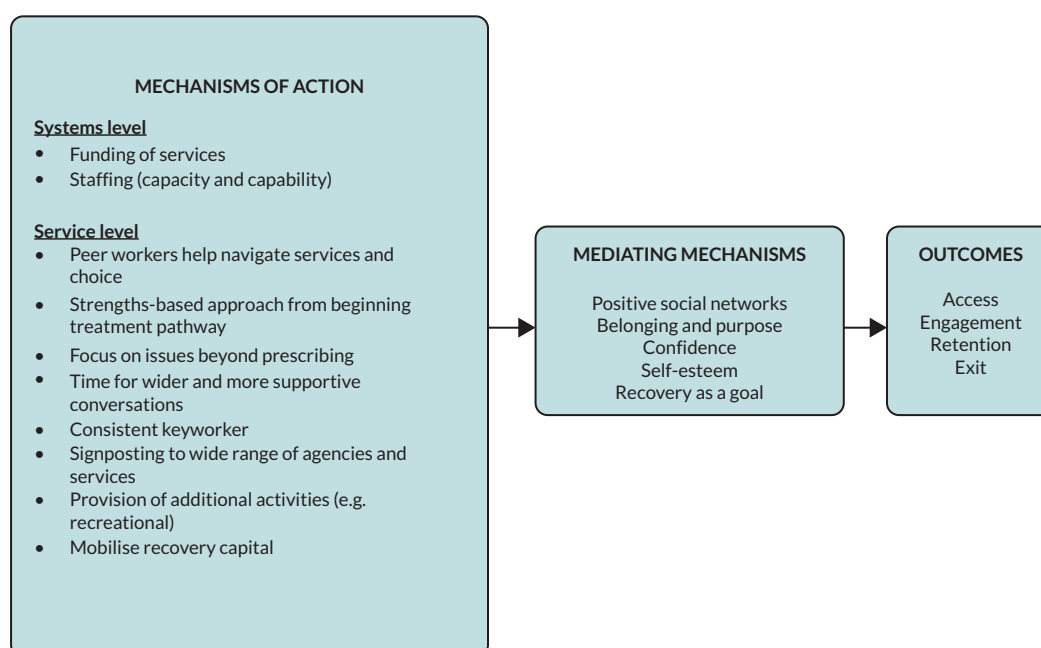 MECHANISMS OF ACTION
Systems level
• Funding of services
• Staffing (capacity and capability)
Service level
• Peer workers help navigate services and
choice
• Strengths-based approach from beginning
treatment pathway
• Focus on issues beyond prescribing
• Time for wider and more supportive
conversations
• Consistent keyworker
• Signposting to wide range of agencies and
services
• Provision of additional activities (e.g.
recreational)
• Mobilise recovery capital
MEDIATING MECHANISMS
Positive social networks
Belonging and purpose
Confidence
Self-esteem
Recovery as a goal
OUTCOMES
Access
Engagement
Retention
Exit